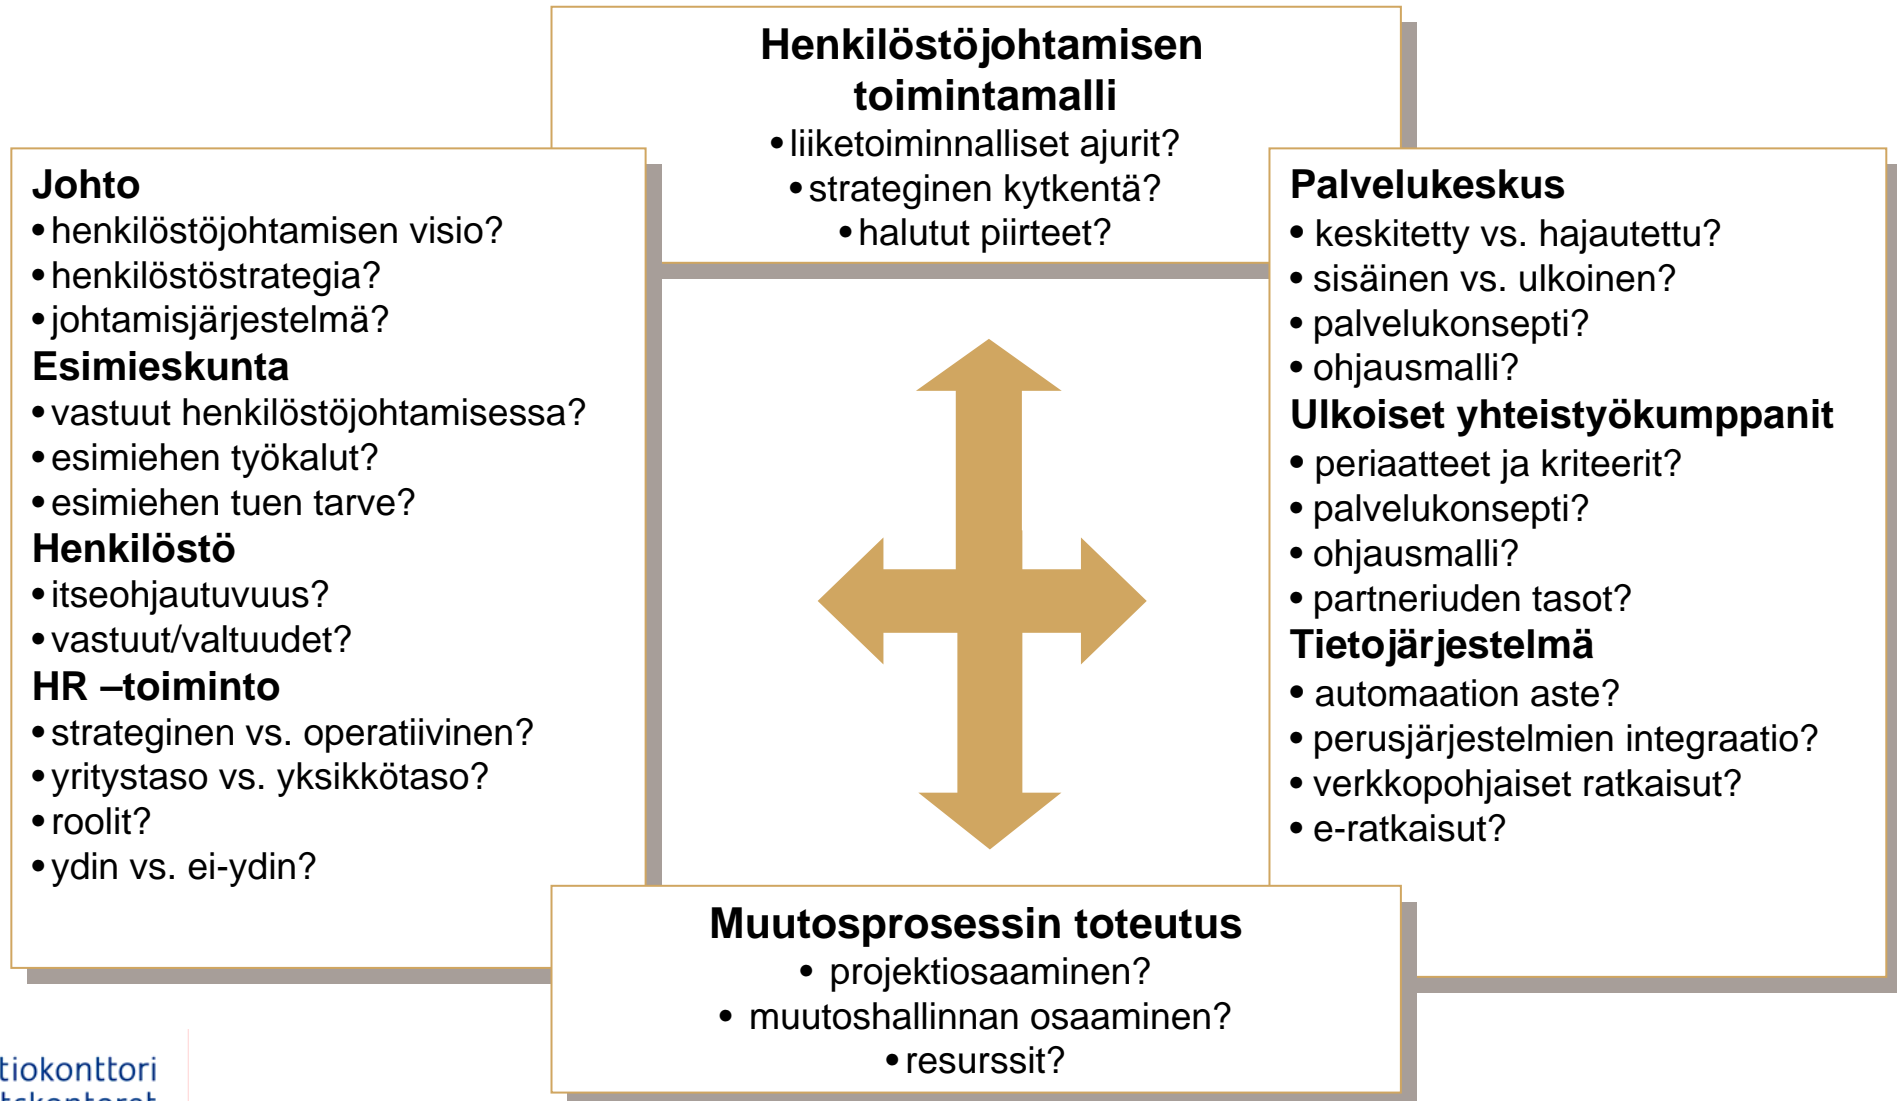 Henkilöstöjohtamisen
toimintamalli
•liiketoiminnalliset ajurit?
•strateginen kytkentä?
•halutut piirteet?
Johto
•henkilöstöjohtamisen visio?
•henkilöstöstrategia?
•johtamisjärjestelmä?
Esimieskunta
•vastuut henkilöstöjohtamisessa?
•esimiehen työkalut?
•esimiehen tuen tarve?
Henkilöstö
•itseohjautuvuus?
•vastuut/valtuudet?
HR –toiminto
•strateginen vs. operatiivinen?
•yritystaso vs. yksikkötaso?
•roolit?
•ydin vs. ei-ydin?
Palvelukeskus
• keskitetty vs. hajautettu?
• sisäinen vs. ulkoinen?
• palvelukonsepti?
• ohjausmalli?
Ulkoiset yhteistyökumppanit
• periaatteet ja kriteerit?
• palvelukonsepti?
• ohjausmalli?
• partneriuden tasot?
Tietojärjestelmä
• automaation aste?
• perusjärjestelmien integraatio?
• verkkopohjaiset ratkaisut?
• e-ratkaisut?
Muutosprosessin toteutus
• projektiosaaminen?
• muutoshallinnan osaaminen?
•resurssit?
tiokonttori